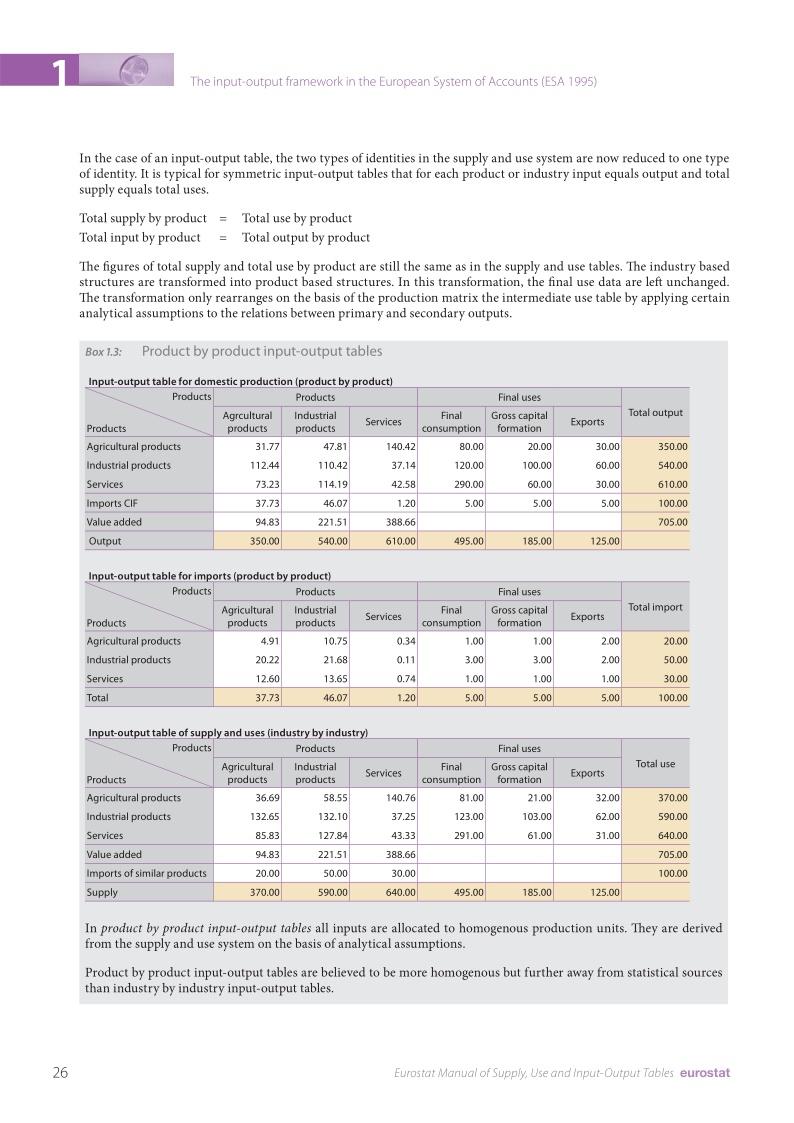 1
The input-output framework in the European System of Accounts (ESA 1995)
In the case of an input-output table, the two types of identities in the supply and use system are now reduced to one type
of identity. It is typical for symmetric input-output tables that for each product or industry input equals output and total
supply equals total uses.
Total supply by product = Total use by product
Total input by product = Total output by product
The figures of total supply and total use by product are still the same as in the supply and use tables. The industry based
structures are transformed into product based structures. In this transformation, the final use data are left unchanged.
The transformation only rearranges on the basis of the production matrix the intermediate use table by applying certain
analytical assumptions to the relations between primary and secondary outputs.
Box 1.3: Product by product input-output tables
Input-output table for domestic production (product by product)
Products Products Final uses Total output
Products Agrcultural products Industrial products Services Final consumption Gross capital formation Exports
Agricultural products 31.77 47.81 140.42 80.00 20.00 30.00 350.00
Industrial products 112.44 110.42 37.14 120.00 100.00 60.00 540.00
Services 73.23 114.19 42.58 290.00 60.00 30.00 610.00
Imports CIF 37.73 46.07 1.20 5.00 5.00 5.00 100.00
Value added 94.83 221.51 388.66 705.00
Output 350.00 540.00 610.00 495.00 185.00 125.00
Input-output table for imports (product by product)
Products Products Final uses Total import
Products Agricultural products Industrial products Services Final consumption Gross capital formation Exports
Agricultural products 4.91 10.75 0.34 1.00 1.00 2.00 20.00
Industrial products 20.22 21.68 0.11 3.00 3.00 2.00 50.00
Services 12.60 13.65 0.74 1.00 1.00 1.00 30.00
Total 37.73 46.07 1.20 5.00 5.00 5.00 100.00
Input-output table of supply and uses (industry by industry)
Products Products Final uses Total use
Products Agricultural products Industrial products Services Final consumption Gross capital formation Exports
Agricultural products 36.69 58.55 140.76 81.00 21.00 32.00 370.00
Industrial products 132.65 132.10 37.25 123.00 103.00 62.00 590.00
Services 85.83 127.84 43.33 291.00 61.00 31.00 640.00
Value added 94.83 221.51 388.66 705.00
Imports of similar products 20.00 50.00 30.00 100.00
Supply 370.00 590.00 640.00 495.00 185.00 125.00
In product by product input-output tables all inputs are allocated to homogenous production units. They are derived
from the supply and use system on the basis of analytical assumptions.
Product by product input-output tables are believed to be more homogenous but further away from statistical sources
than industry by industry input-output tables.
26
Eurostat Manual of Supply, Use and Input-Output Tables eurostat